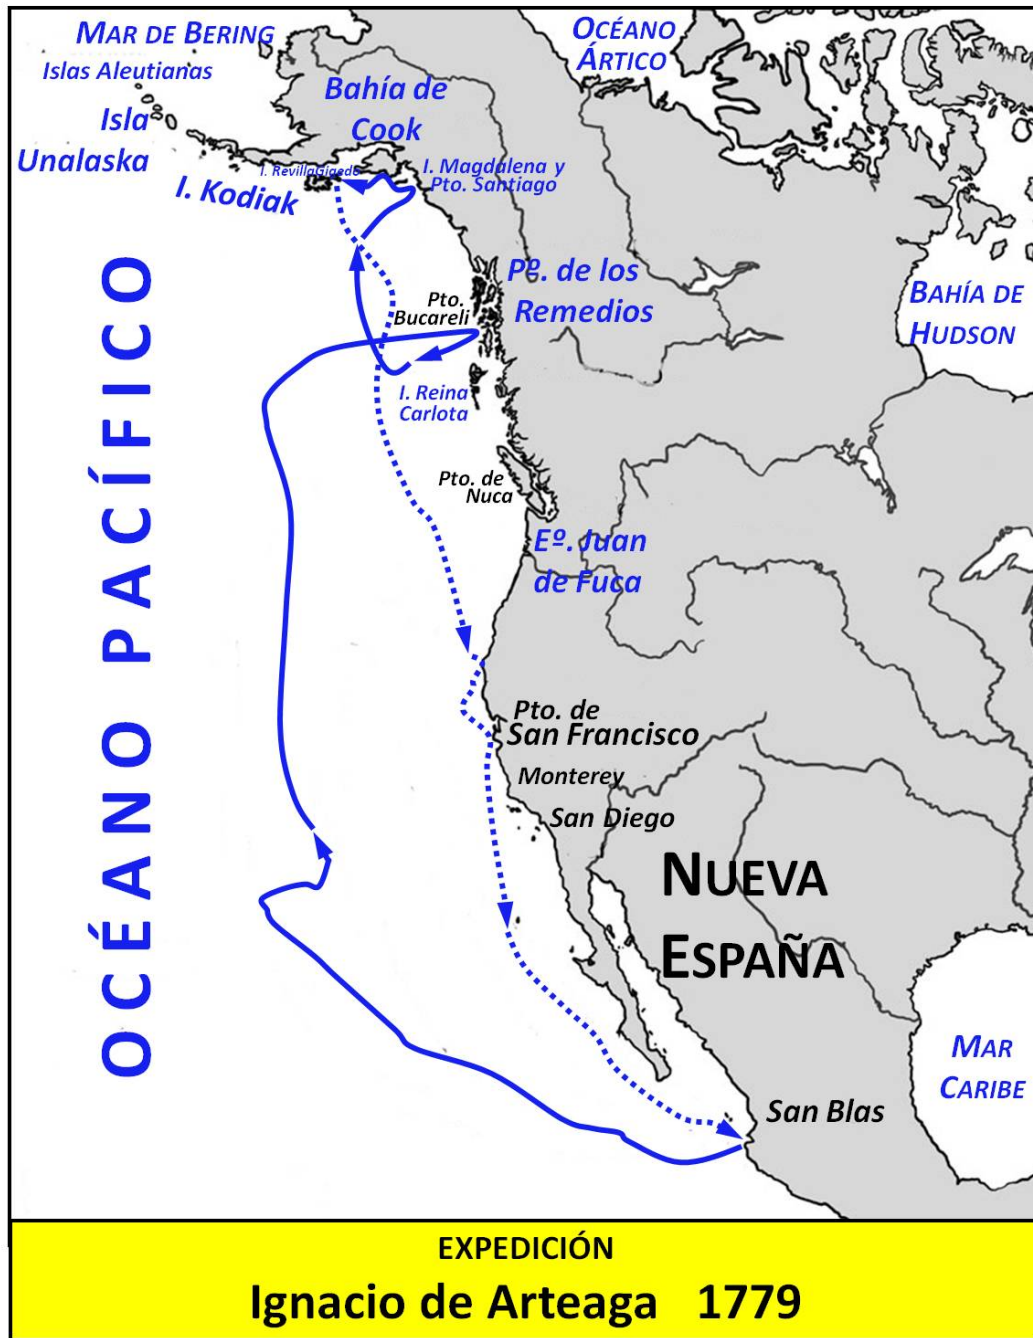 MAR DE BERING
Islas Aleutianas
Isla
Unalaska
I. Kodiak
I. RevillaGigedo
Bahía de
Cook
I. Magdalena y
Pto. Santiago
OCÉANO
ÁRTICO
Pº. de los
Remedios
Pto.
Bucareli
BAHÍA DE
HUDSON
I. Reina
Carlota
Pto. de
Nuca
Eº. Juan
de Fuca
OCÉANO PACÍFICO
Pto. de
San Francisco
Monterey
San Diego
NUEVA
ESPAÑA
MAR
CARIBE
San Blas
EXPEDICIÓN
Ignacio de Arteaga 1779